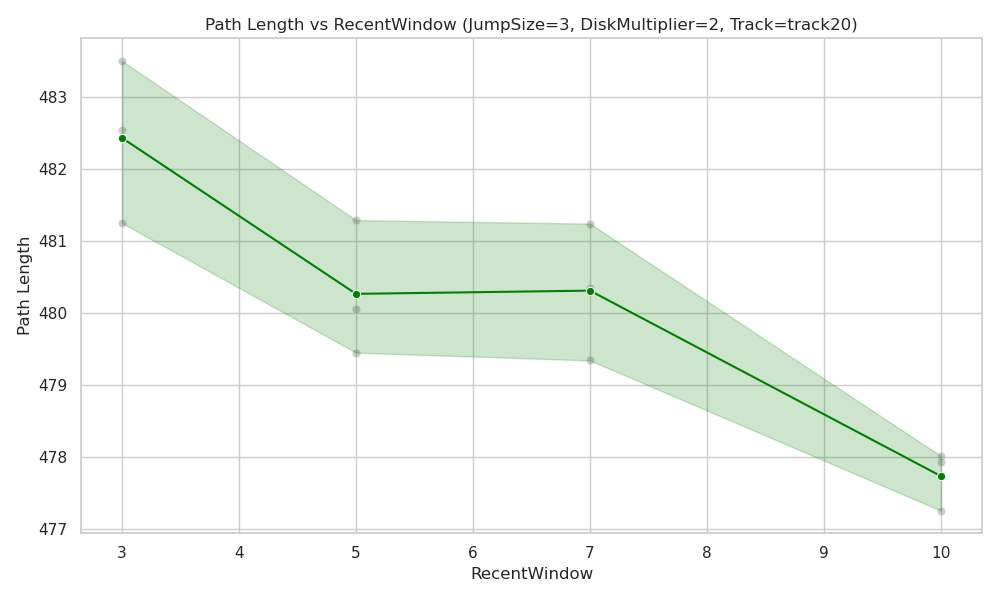 Path Length vs RecentWindow (JumpSize=3, DiskMultiplier=2, Track=track20)
Path Length
483
482
481
480
479
478
477
3 4 5 6 7 8 9 10
RecentWindow